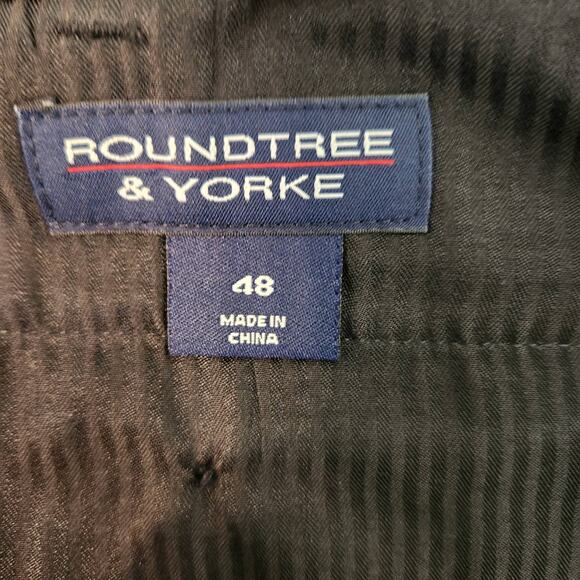 ROUNDTREE
& YORKE
48
MADE IN
CHINA